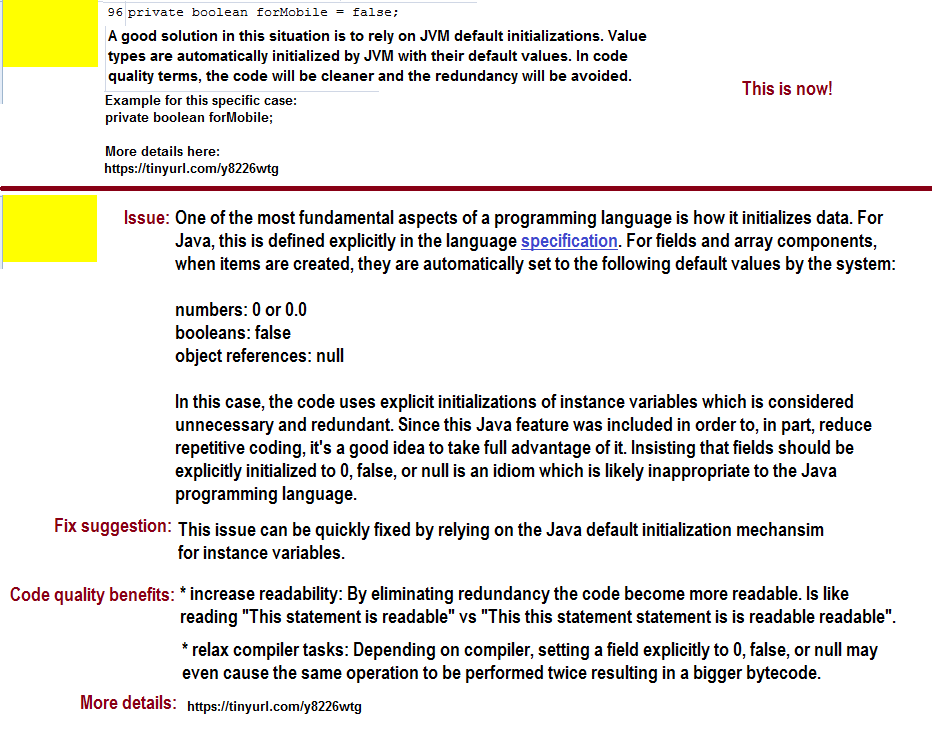 96 private boolean forMobile = false;
A good solution in this situation is to rely on JVM default initializations. Value
types are automatically initialized by JVM with their default values. In code
quality terms, the code will be cleaner and the redundancy will be avoided.
This is now!
Example for this specific case:
private boolean forMobile;
More details here:
https://tinyurl.com/y8226wtg
Issue: One of the most fundamental aspects of a programming language is how it initializes data. For
Java, this is defined explicitly in the language specification. For fields and array components,
when items are created, they are automatically set to the following default values by the system:
numbers: 0 or 0.0
booleans: false
object references: null
In this case, the code uses explicit initializations of instance variables which is considered
unnecessary and redundant. Since this Java feature was included in order to, in part, reduce
repetitive coding, it's a good idea to take full advantage of it. Insisting that fields should be
explicitly initialized to 0, false, or null is an idiom which is likely inappropriate to the Java
programming language.
Fix suggestion: This issue can be quickly fixed by relying on the Java default initialization mechansim
for instance variables.
Code quality benefits: * increase readability: By eliminating redundancy the code become more readable. Is like
reading "This statement is readable" vs "This this statement statement is is readable readable".
* relax compiler tasks: Depending on compiler, setting a field explicitly to 0, false, or null may
even cause the same operation to be performed twice resulting in a bigger bytecode.
More details: https://tinyurl.com/y8226wtg